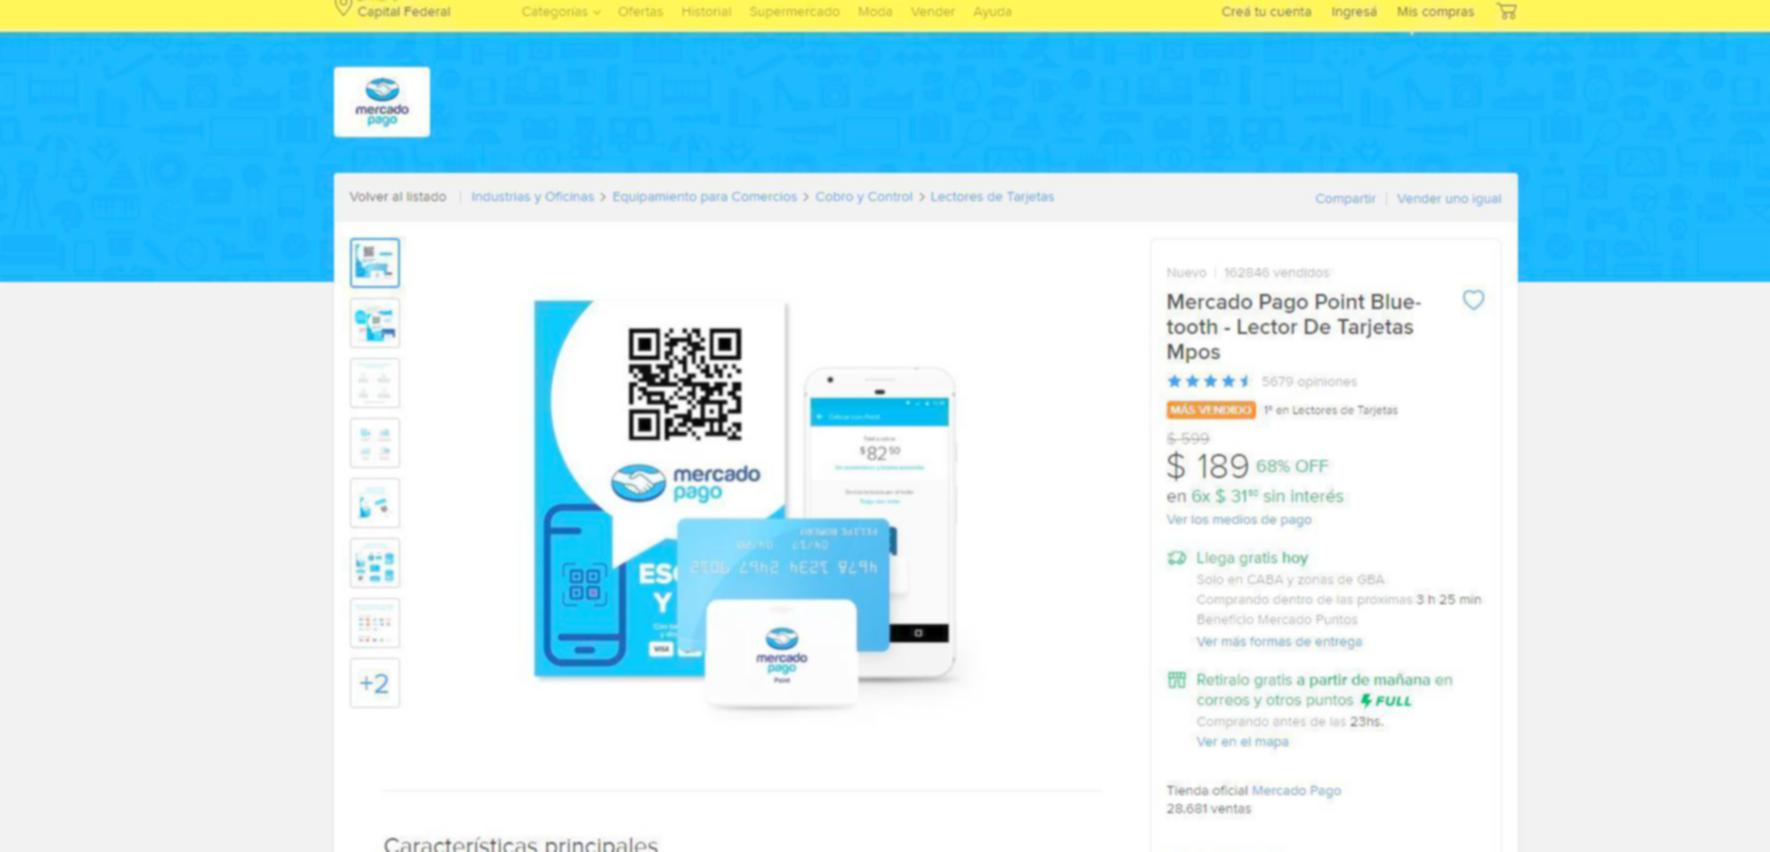 Capital Federal
Categorías Ofertas Historial Supermercado Moda Vender Ayuda
Creá tu cuenta Ingresá Mis compras
mercado
pago
Volver al listado | Industrias y Oficinas > Equipamiento para Comercios > Cobro y Control > Lectores de Tarjetas
Compartir | Vender uno igual
+2
mercado
pago
ESC
Y
VISA
$ 82 50
mercado
pago
Point
Nuevo | 162846 vendidos
Mercado Pago Point Blue-
tooth - Lector De Tarjetas
Mpos
5679 opiniones
MÁS VENDIDO 1º en Lectores de Tarjetas
$ 599
$ 189 68% OFF
en 6x $ 31⁵⁰ sin interés
Ver los medios de pago
Llega gratis hoy
Solo en CABA y zonas de GBA
Comprando dentro de las próximas 3 h 25 min
Beneficio Mercado Puntos
Ver más formas de entrega
Retiralo gratis a partir de mañana en
correos y otros puntos FULL
Comprando antes de las 23hs.
Ver en el mapa
Tienda oficial Mercado Pago
28.681 ventas
Características principales